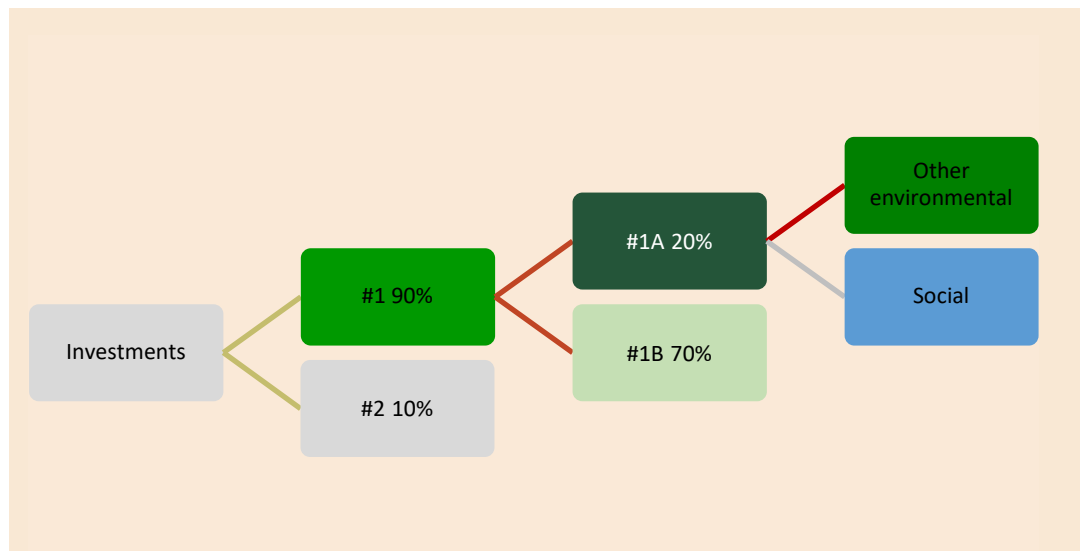 Investments
#1 90%
#2 10%
#1A 20%
#1B 70%
Other
environmental
Social